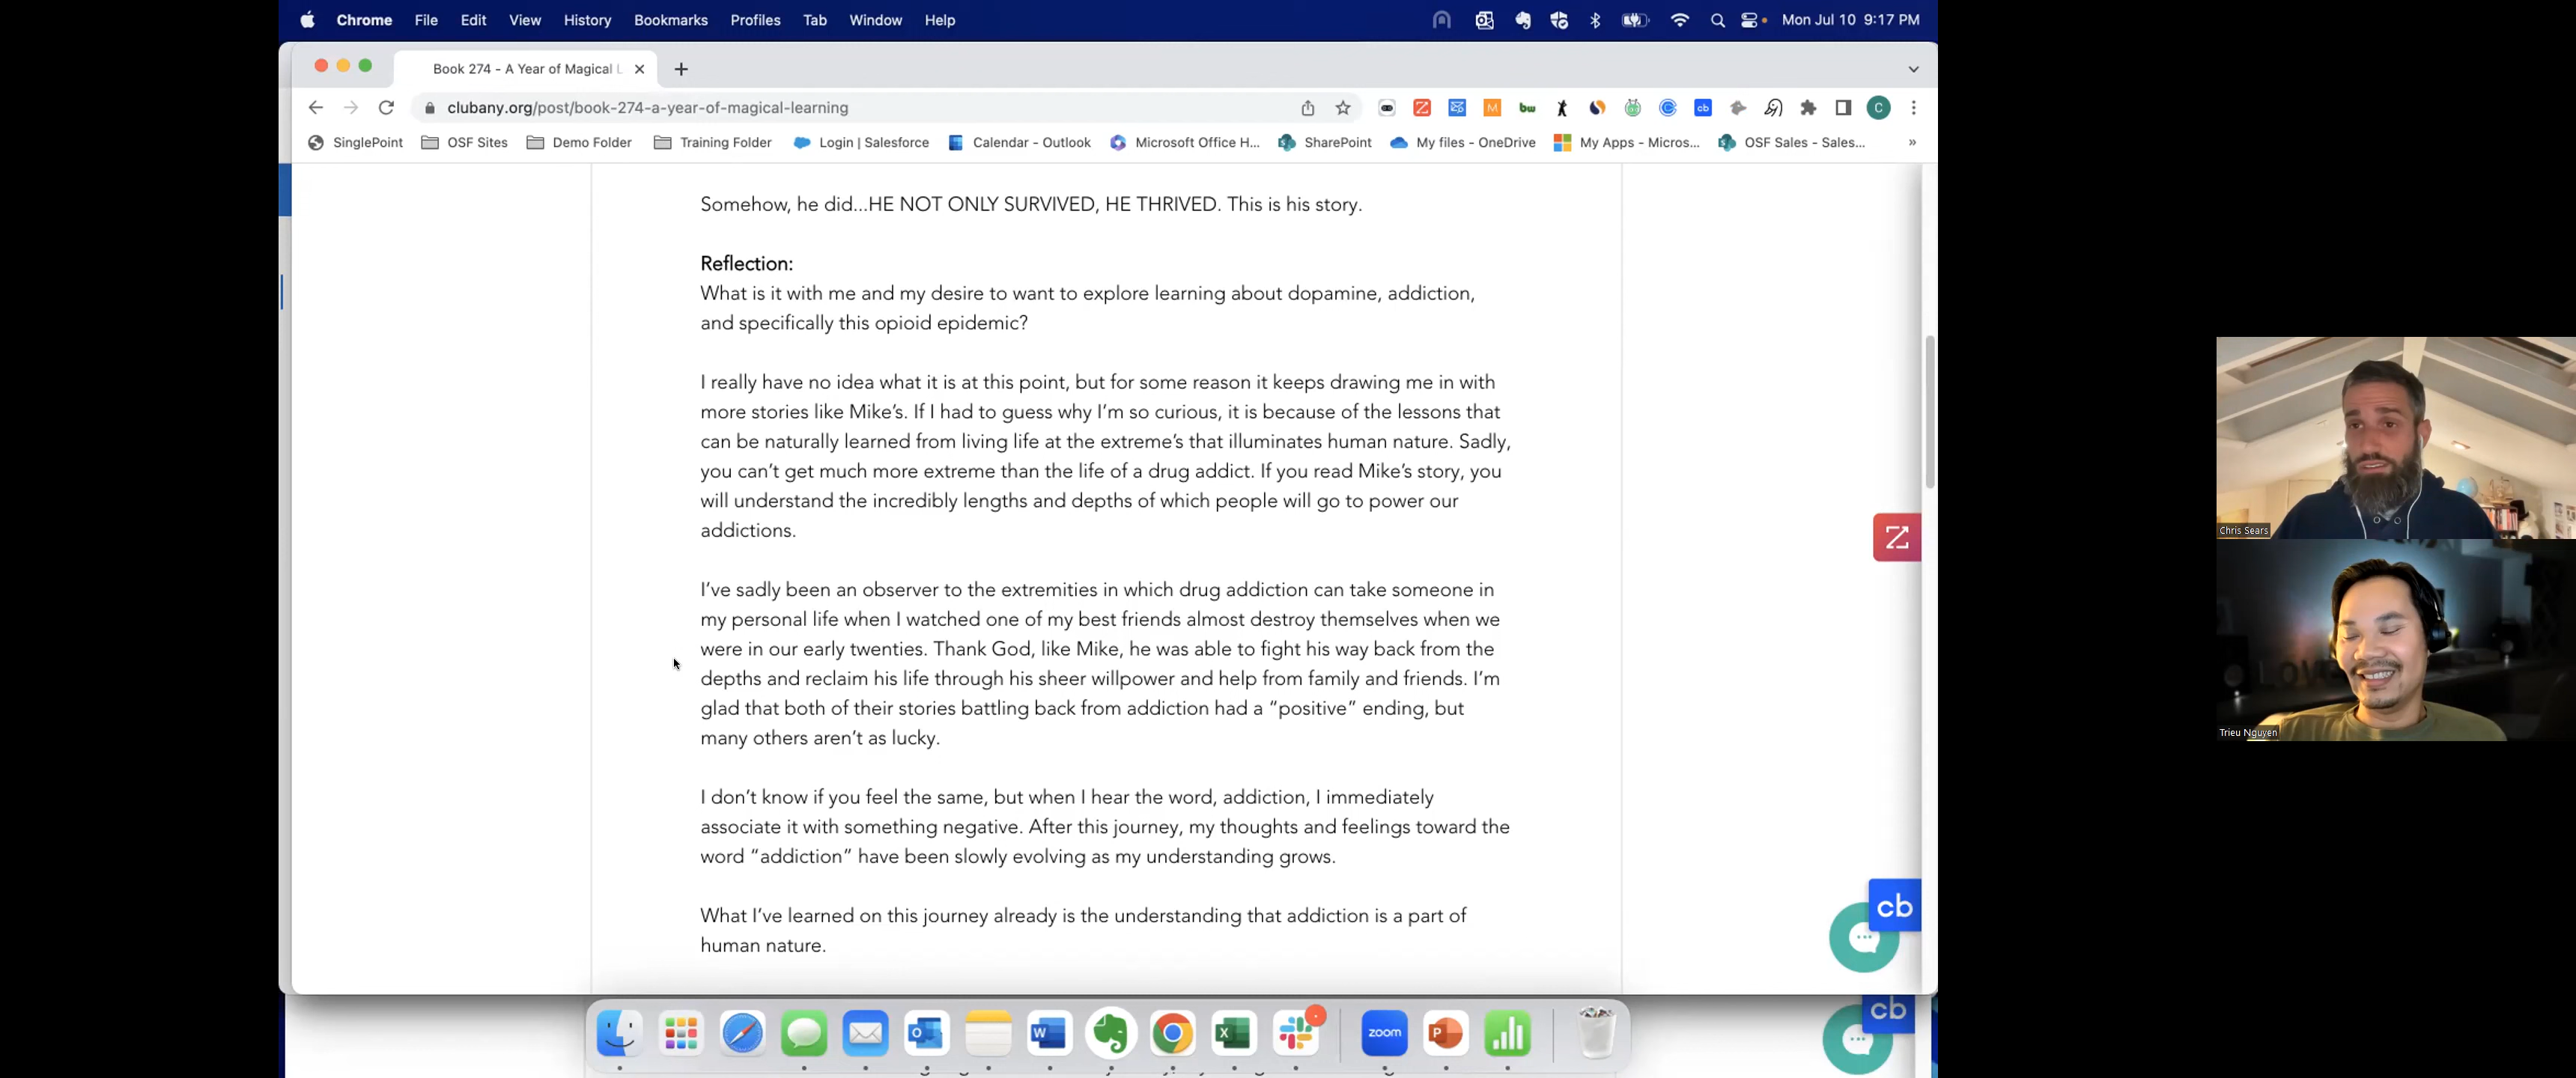 Chrome File Edit View History Bookmarks Profiles Tab Window Help Mon Jul 10 9:17 PM
Book 274 - A Year of Magical L
clubany.org/post/book-274-a-year-of-magical-learning
M bw cb C
SinglePoint OSF Sites Demo Folder Training Folder Login | Salesforce Calendar - Outlook Microsoft Office H... SharePoint My files - OneDrive My Apps - Micros... OSF Sales - Sales... »
Somehow, he did...HE NOT ONLY SURVIVED, HE THRIVED. This is his story.
Reflection:
What is it with me and my desire to want to explore learning about dopamine, addiction,
and specifically this opioid epidemic?
I really have no idea what it is at this point, but for some reason it keeps drawing me in with
more stories like Mike’s. If I had to guess why I’m so curious, it is because of the lessons that
can be naturally learned from living life at the extreme’s that illuminates human nature. Sadly,
you can’t get much more extreme than the life of a drug addict. If you read Mike’s story, you
will understand the incredibly lengths and depths of which people will go to power our
addictions.
I’ve sadly been an observer to the extremities in which drug addiction can take someone in
my personal life when I watched one of my best friends almost destroy themselves when we
were in our early twenties. Thank God, like Mike, he was able to fight his way back from the
depths and reclaim his life through his sheer willpower and help from family and friends. I’m
glad that both of their stories battling back from addiction had a “positive” ending, but
many others aren’t as lucky.
I don’t know if you feel the same, but when I hear the word, addiction, I immediately
associate it with something negative. After this journey, my thoughts and feelings toward the
word “addiction” have been slowly evolving as my understanding grows.
What I’ve learned on this journey already is the understanding that addiction is a part of
human nature.
cb
cb
zoom
Chris Sears
LOVE
Trieu Nguyen